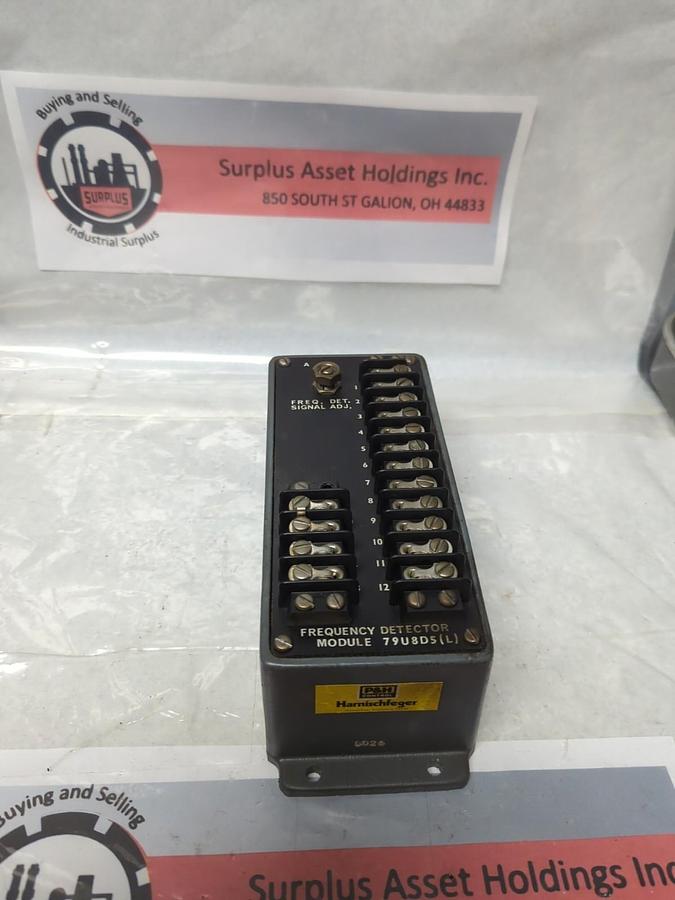 Buying and Selling
SURPLUS
Industrial Surplus
Surplus Asset Holdings Inc.
850 SOUTH ST GALION, OH 44833
A
FREQ. DET.
SIGNAL ADJ.
1
2
3
4
5
6
7
8
9
10
11
12
FREQUENCY DETECTOR
MODULE 79U8D5(L)
P&H
CONTROL
Harnischfeger
Buying and Selling
Surplus Asset Holdings Inc